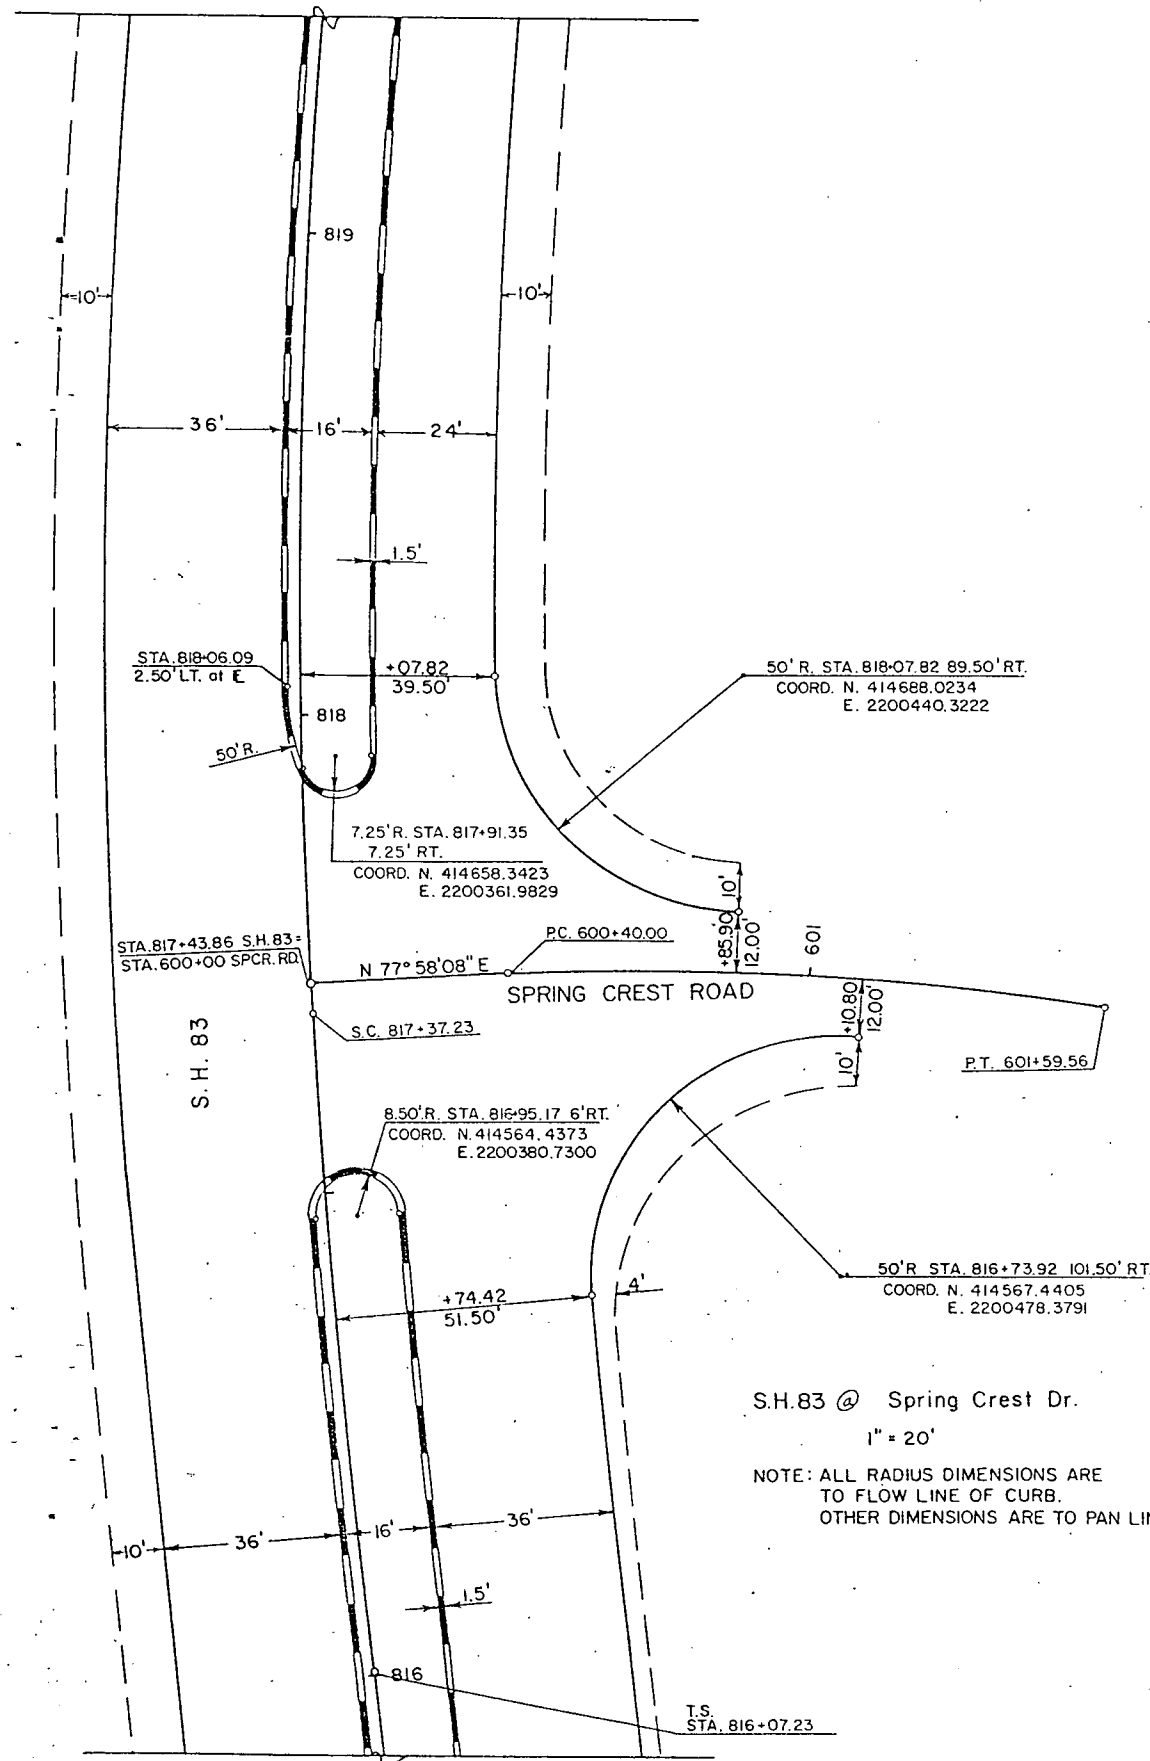 819
10'
10'
36'
16'
24'
1.5'
STA. 818+06.09
2.50' LT. of ℄
+07.82
39.50'
50' R. STA. 818+07.82 89.50' RT.
COORD. N. 414688.0234
E. 2200440.3222
818
50' R.
7.25' R. STA. 817+91.35
7.25' RT.
COORD. N. 414658.3423
E. 2200361.9829
10'
+85.90
12.00'
601
P.C. 600+40.00
STA. 817+43.86 S.H. 83 =
STA. 600+00 SPCR. RD.
N 77° 58' 08" E
SPRING CREST ROAD
+10.80
12.00'
10'
S.C. 817+37.23
P.T. 601+59.56
S.H. 83
8.50' R. STA. 816+95.17 6' RT.
COORD. N. 414564.4373
E. 2200380.7300
50' R STA. 816+73.92 101.50' RT.
COORD. N. 414567.4405
E. 2200478.3791
+74.42
51.50'
4'
S.H. 83 @ Spring Crest Dr.
1" = 20'
NOTE: ALL RADIUS DIMENSIONS ARE
TO FLOW LINE OF CURB.
OTHER DIMENSIONS ARE TO PAN LIN
10'
36'
16'
36'
1.5'
816
T.S.
STA. 816+07.23